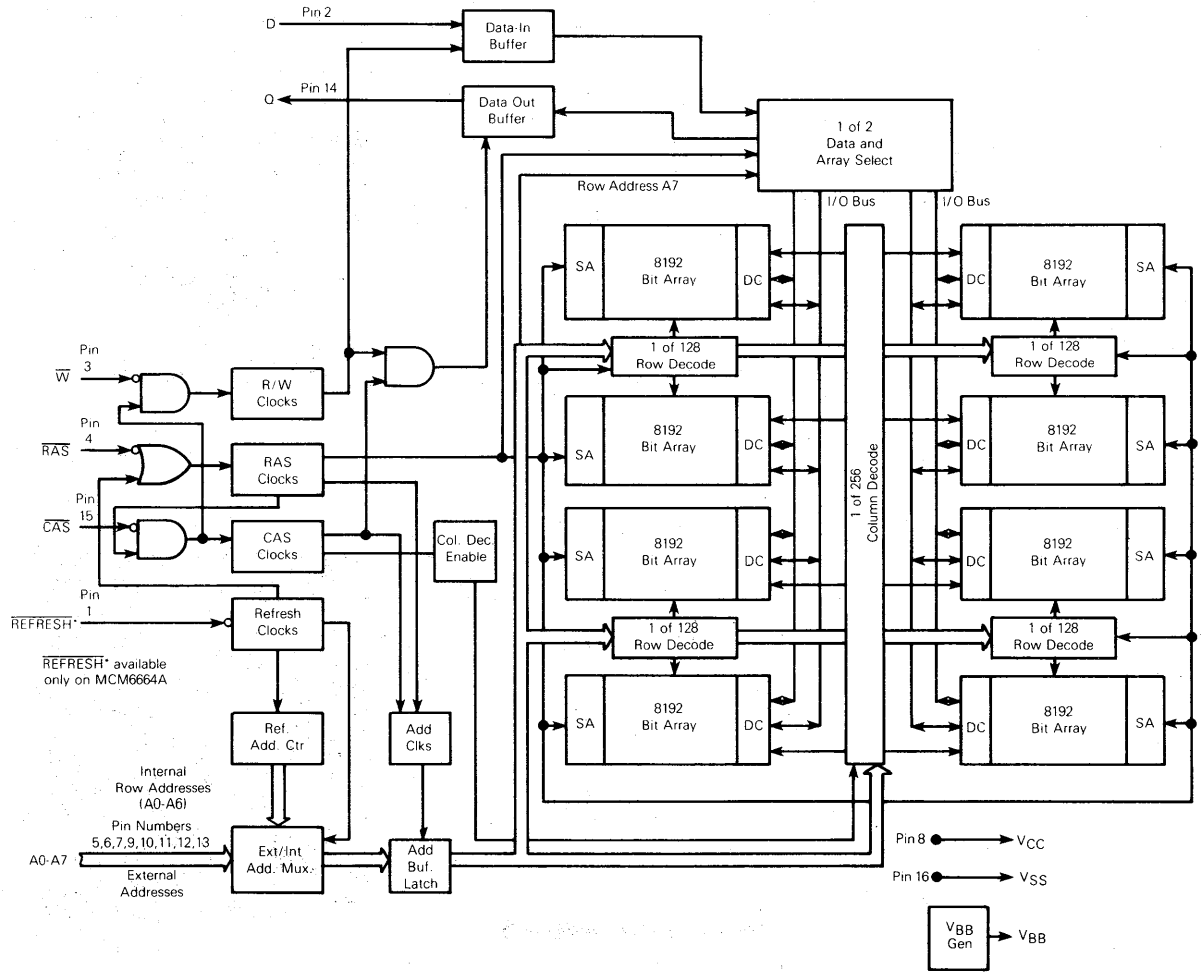 D
Pin 2
Data-In
Buffer
Q
Pin 14
Data Out
Buffer
1 of 2
Data and
Array Select
Row Address A7
I/O Bus
I/O Bus
SA
8192
Bit Array
DC
DC
8192
Bit Array
SA
1 of 128
Row Decode
1 of 128
Row Decode
Pin
3
W
R/W
Clocks
SA
8192
Bit Array
DC
DC
8192
Bit Array
SA
Pin
4
RAS
RAS
Clocks
1 of 256
Column Decode
Pin
15
CAS
CAS
Clocks
Col. Dec.
Enable
SA
8192
Bit Array
DC
DC
8192
Bit Array
SA
Pin
1
REFRESH*
Refresh
Clocks
1 of 128
Row Decode
1 of 128
Row Decode
REFRESH* available
only on MCM6664A
SA
8192
Bit Array
DC
DC
8192
Bit Array
SA
Ref.
Add. Ctr
Add
Clks
Internal
Row Addresses
(A0-A6)
Pin Numbers
5,6,7,9,10,11,12,13
A0-A7
External
Addresses
Ext/Int
Add. Mux.
Add
Buf.
Latch
Pin 8
VCC
Pin 16
VSS
VBB
Gen
VBB